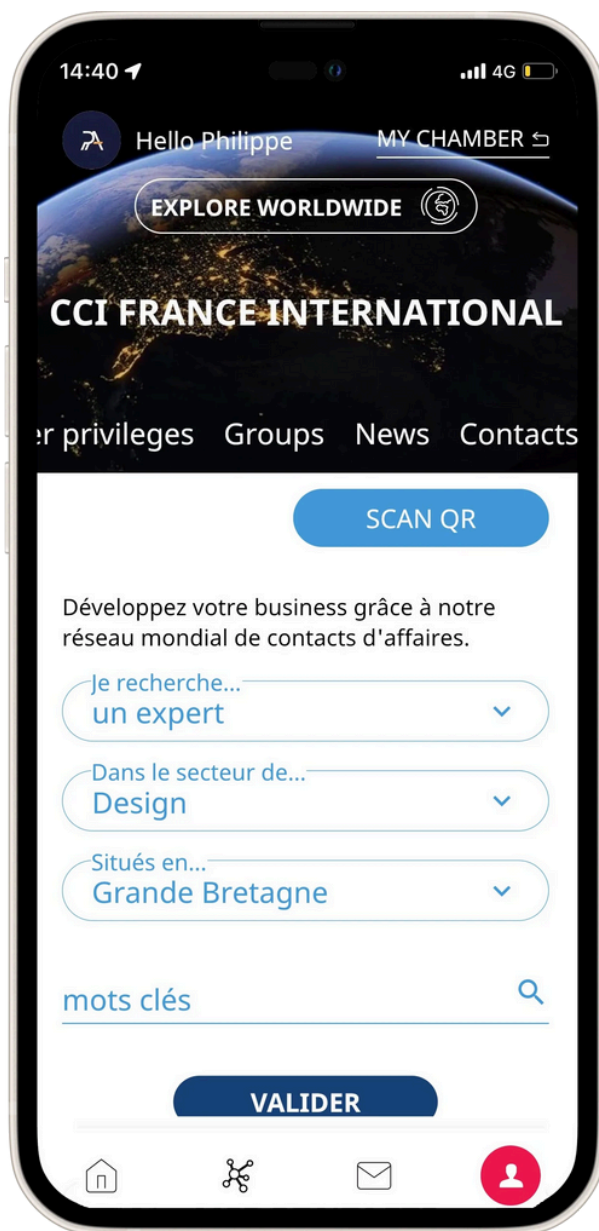 14:40
4G
Hello Philippe
MY CHAMBER
EXPLORE WORLDWIDE
CCI FRANCE INTERNATIONAL
er privileges Groups News Contacts
SCAN QR
Développez votre business grâce à notre
réseau mondial de contacts d'affaires.
Je recherche...
un expert
Dans le secteur de...
Design
Situés en...
Grande Bretagne
mots clés
VALIDER